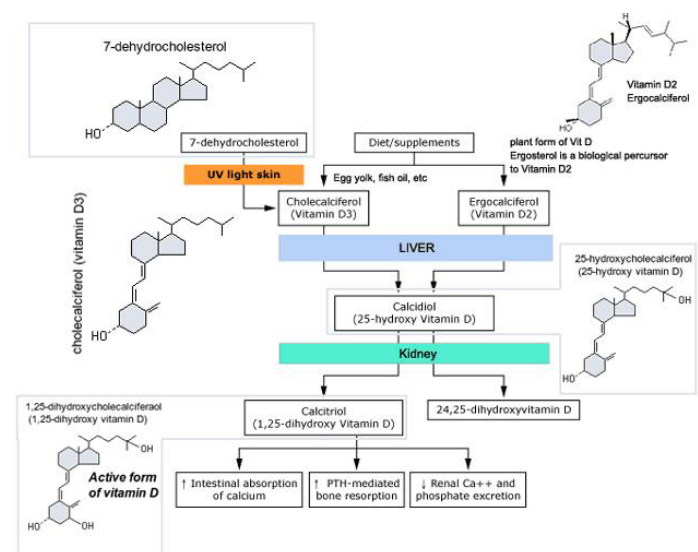 7-dehydrocholesterol
HO
7-dehydrocholesterol
Diet/supplements
H
HO
Vitamin D2
Ergocalciferol
plant form of Vit D
Ergosterol is a biological percursor
to Vitamin D2
UV light skin
Egg yolk, fish oil, etc
Cholecalciferol
(Vitamin D3)
Ergocalciferol
(Vitamin D2)
cholecalciferol (vitamin D3)
HO
LIVER
25-hydroxycholecalciferol
(25-hydroxy vitamin D)
OH
HO
Calcidiol
(25-hydroxy Vitamin D)
Kidney
1,25-dihydroxycholecalciferaol
(1,25-dihydroxy vitamin D)
OH
HO
OH
Active form
of vitamin D
Calcitriol
(1,25-dihydroxy Vitamin D)
24,25-dihydroxyvitamin D
↑ Intestinal absorption
of calcium
↑ PTH-mediated
bone resorption
↓ Renal Ca++ and
phosphate excretion